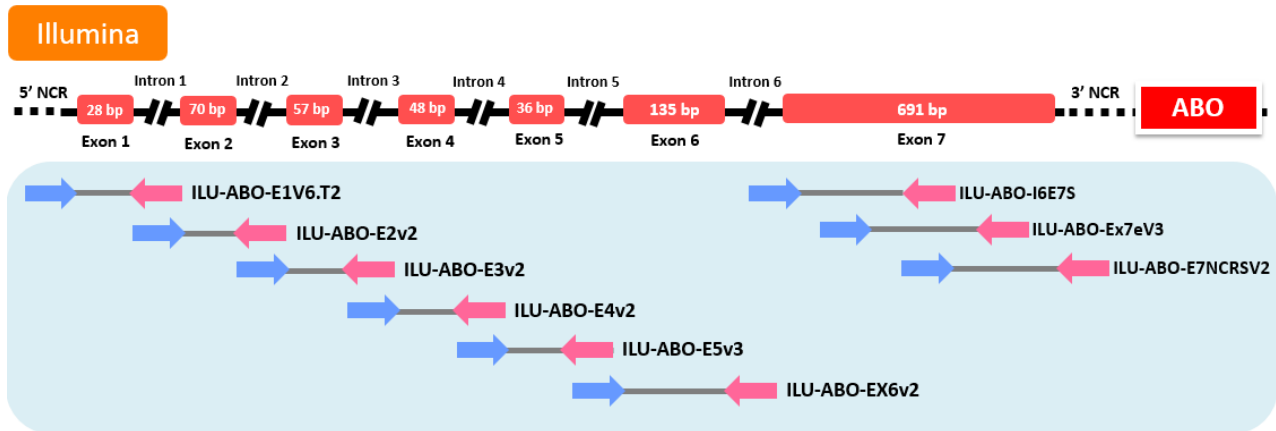 Illumina
5' NCR Intron 1 Intron 2 Intron 3 Intron 4 Intron 5 Intron 6 3' NCR
28 bp 70 bp 57 bp 48 bp 36 bp 135 bp 691 bp ABO
Exon 1 Exon 2 Exon 3 Exon 4 Exon 5 Exon 6 Exon 7
ILU-ABO-E1V6.T2 ILU-ABO-I6E7S
ILU-ABO-E2v2 ILU-ABO-Ex7eV3
ILU-ABO-E3v2 ILU-ABO-E7NCRSV2
ILU-ABO-E4v2
ILU-ABO-E5v3
ILU-ABO-EX6v2